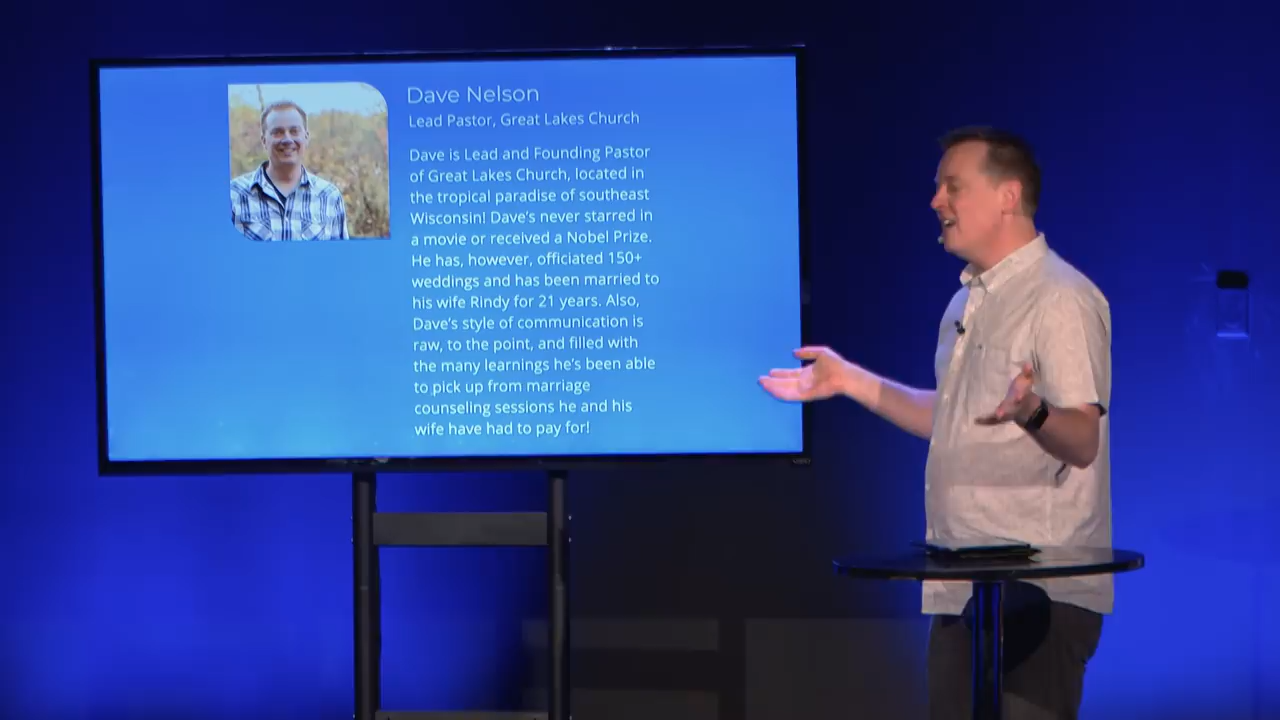 Dave Nelson
Lead Pastor, Great Lakes Church
Dave is Lead and Founding Pastor
of Great Lakes Church, located in
the tropical paradise of southeast
Wisconsin! Dave's never starred in
a movie or received a Nobel Prize.
He has, however, officiated 150+
weddings and has been married to
his wife Rindy for 21 years. Also,
Dave's style of communication is
raw, to the point, and filled with
the many learnings he's been able
to pick up from marriage
counseling sessions he and his
wife have had to pay for!